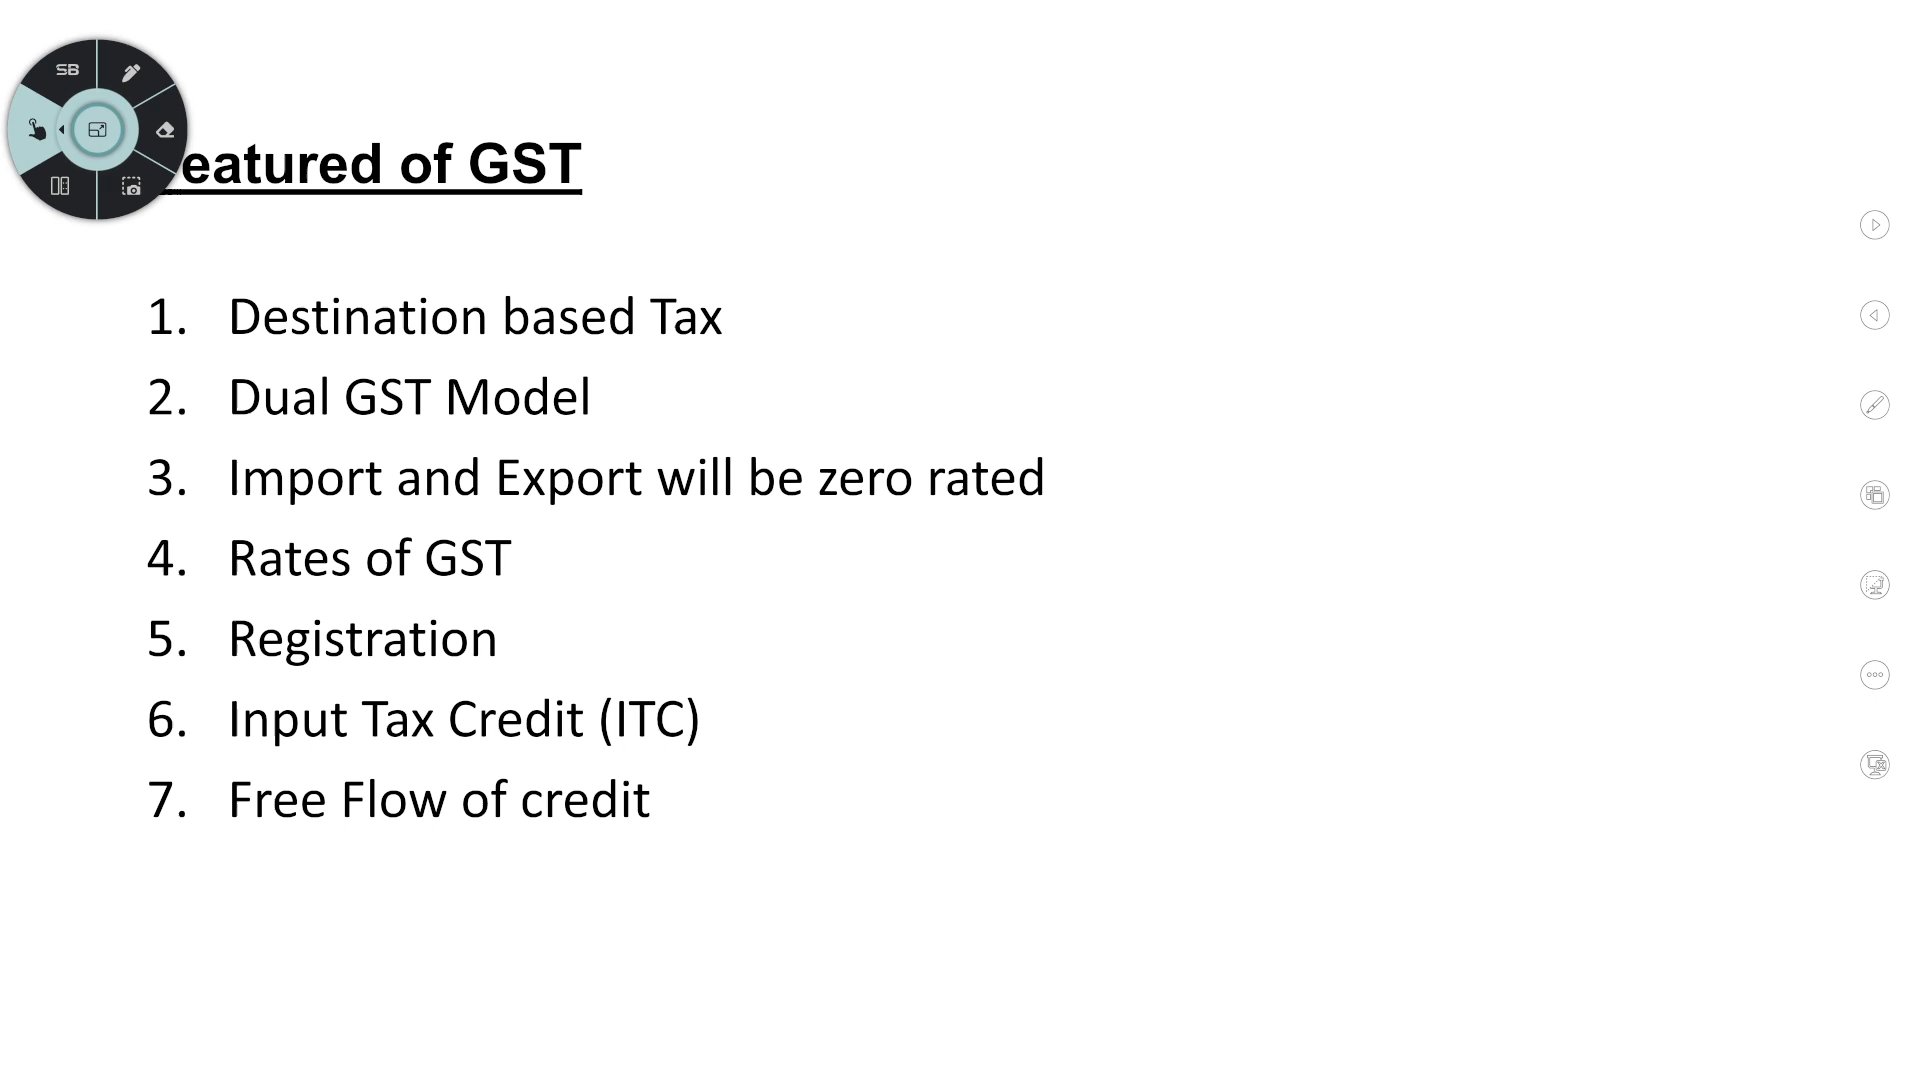 SB
eatured of GST
1. Destination based Tax
2. Dual GST Model
3. Import and Export will be zero rated
4. Rates of GST
5. Registration
6. Input Tax Credit (ITC)
7. Free Flow of credit